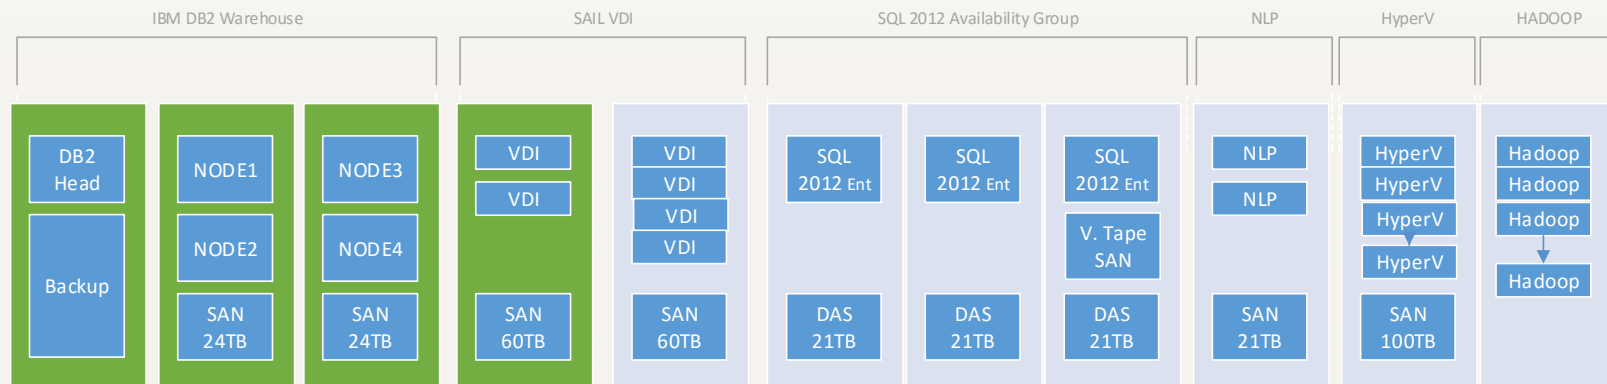 IBM DB2 Warehouse
SAIL VDI
SQL 2012 Availability Group
NLP
HyperV
HADOOP
DB2
Head
Backup
NODE1
NODE2
SAN
24TB
NODE3
NODE4
SAN
24TB
VDI
VDI
SAN
60TB
VDI
VDI
VDI
VDI
SAN
60TB
SQL
2012 Ent
DAS
21TB
SQL
2012 Ent
DAS
21TB
SQL
2012 Ent
V. Tape
SAN
DAS
21TB
NLP
NLP
SAN
21TB
HyperV
HyperV
HyperV
HyperV
SAN
100TB
Hadoop
Hadoop
Hadoop
Hadoop